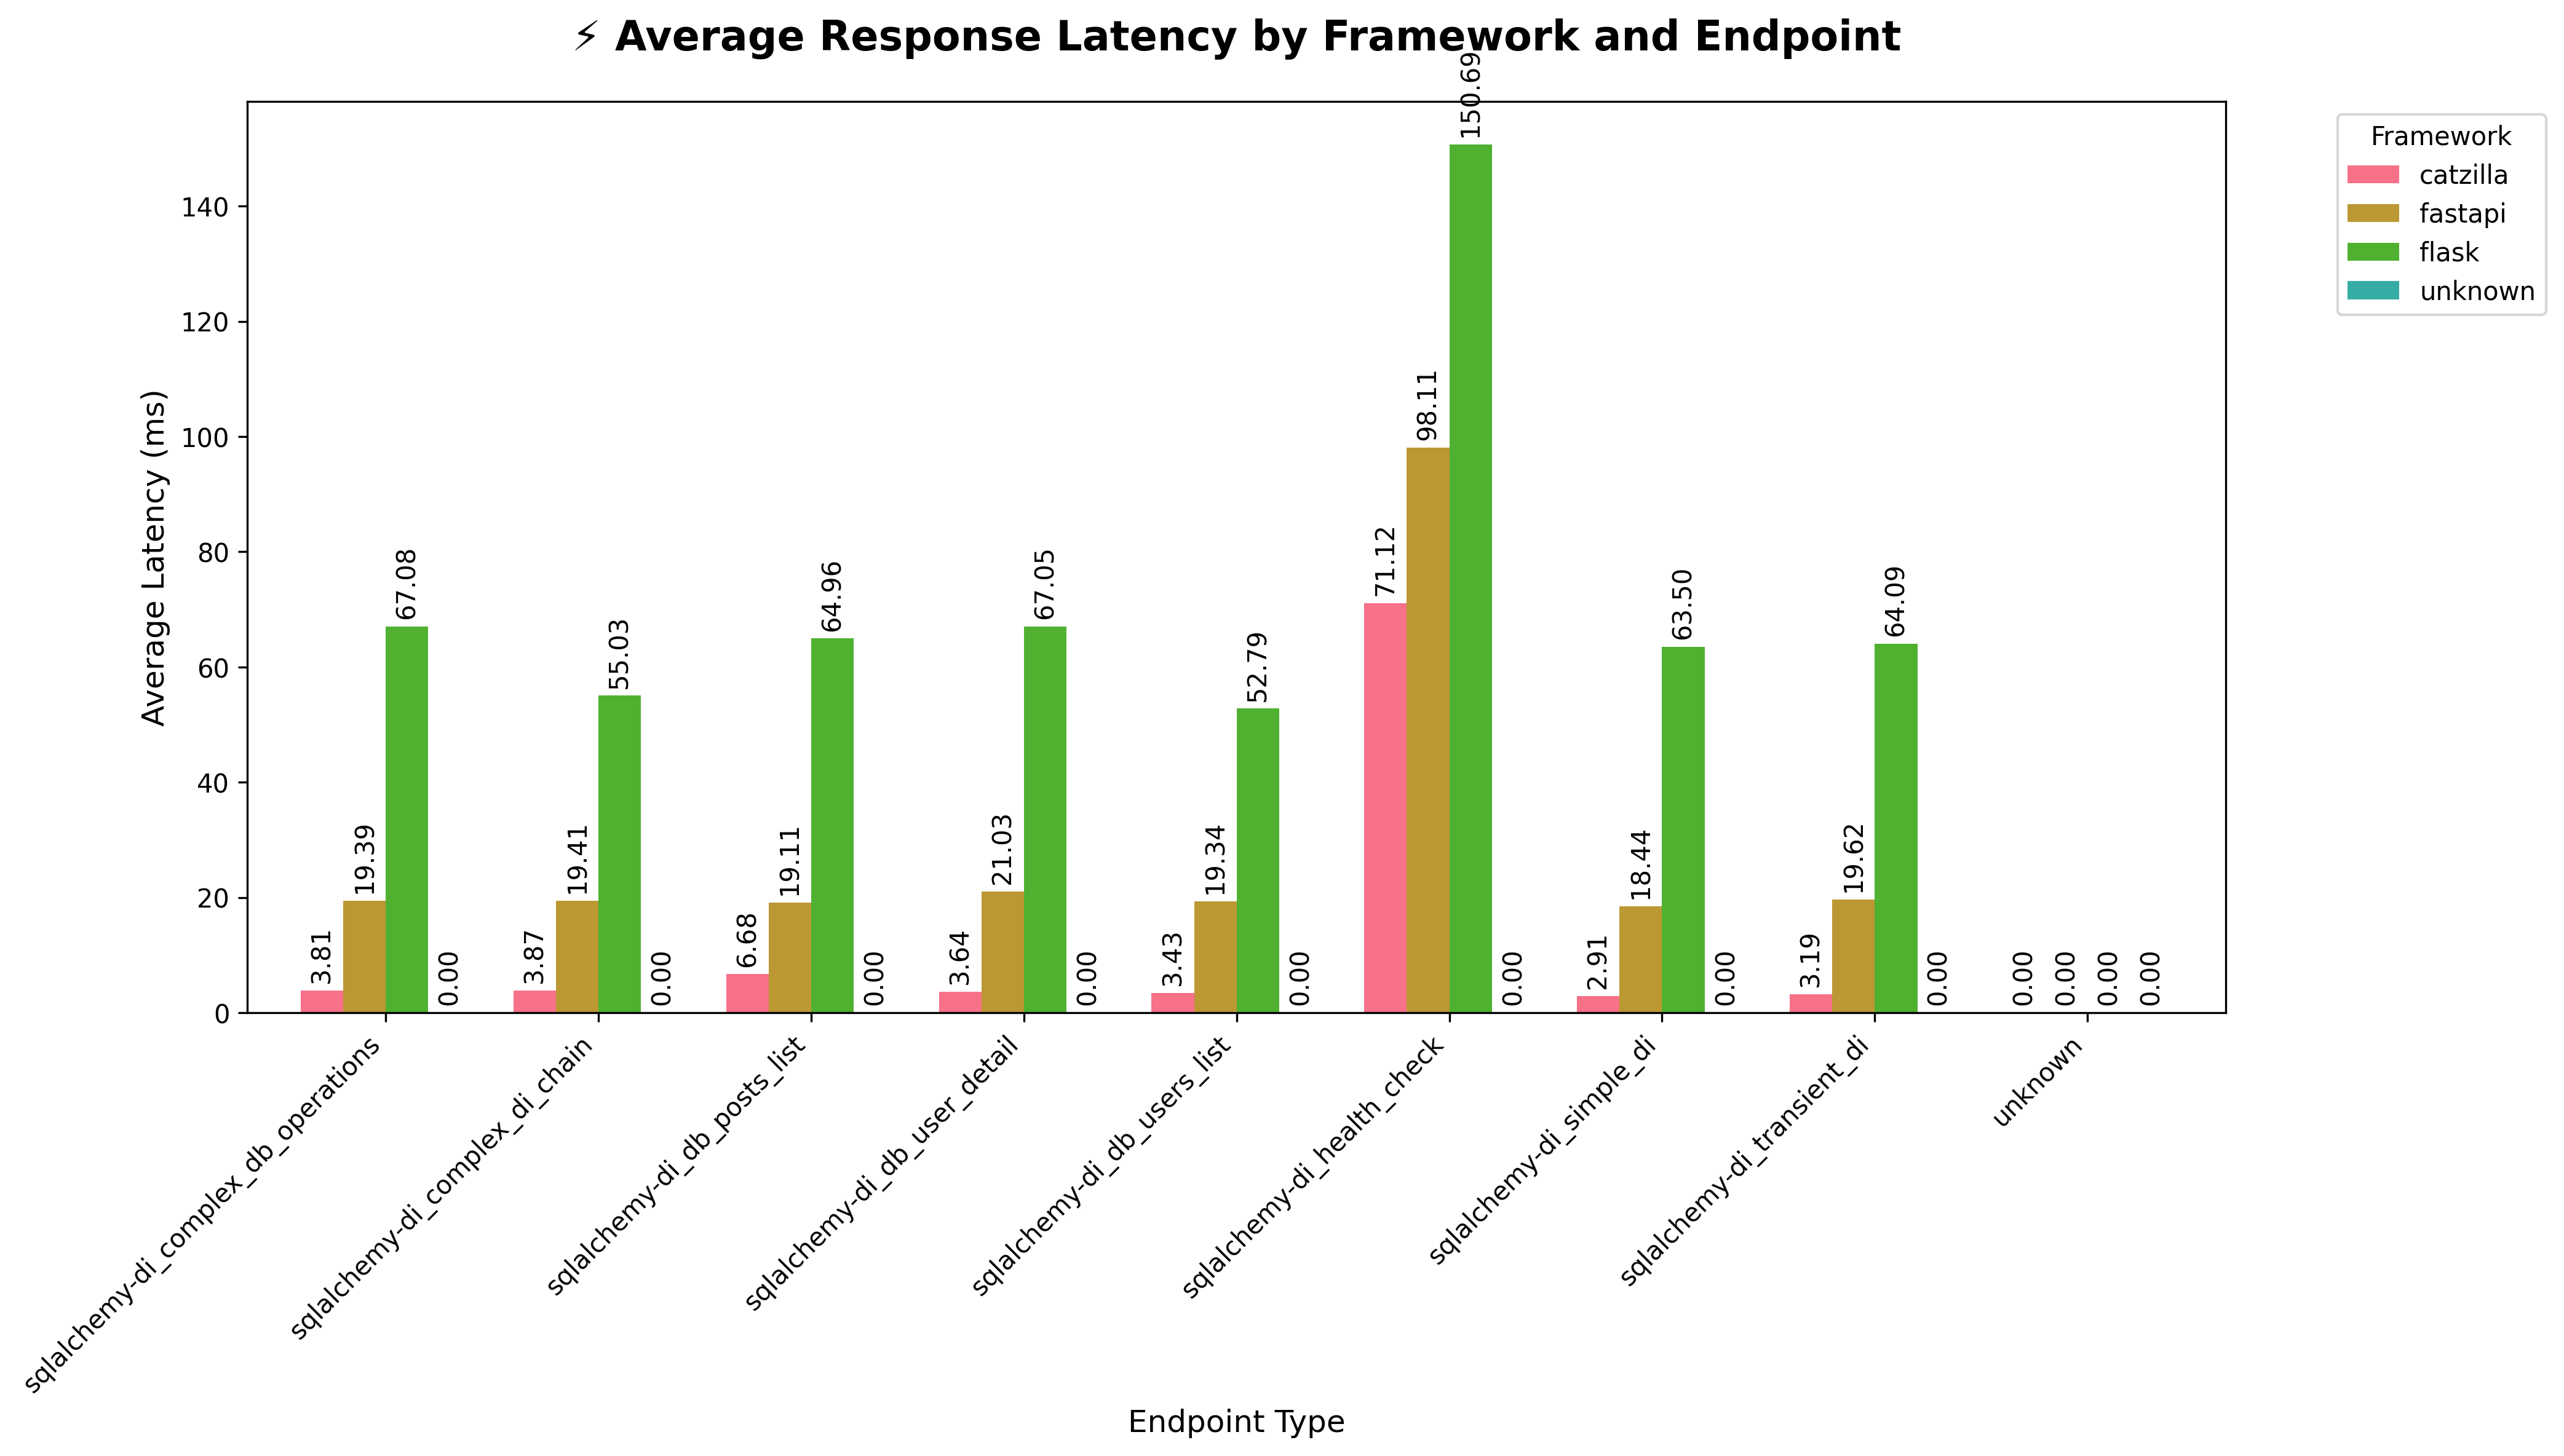 ⚡ Average Response Latency by Framework and Endpoint
Average Latency (ms)
140
120
100
80
60
40
20
0
3.81
19.39
67.08
0.00
3.87
19.41
55.03
0.00
6.68
19.11
64.96
0.00
3.64
21.03
67.05
0.00
3.43
19.34
52.79
0.00
71.12
98.11
150.69
0.00
2.91
18.44
63.50
0.00
3.19
19.62
64.09
0.00
0.00
0.00
0.00
0.00
sqlalchemy-di_complex_db_operations
sqlalchemy-di_complex_di_chain
sqlalchemy-di_db_posts_list
sqlalchemy-di_db_user_detail
sqlalchemy-di_db_users_list
sqlalchemy-di_health_check
sqlalchemy-di_simple_di
sqlalchemy-di_transient_di
unknown
Endpoint Type
Framework
catzilla
fastapi
flask
unknown